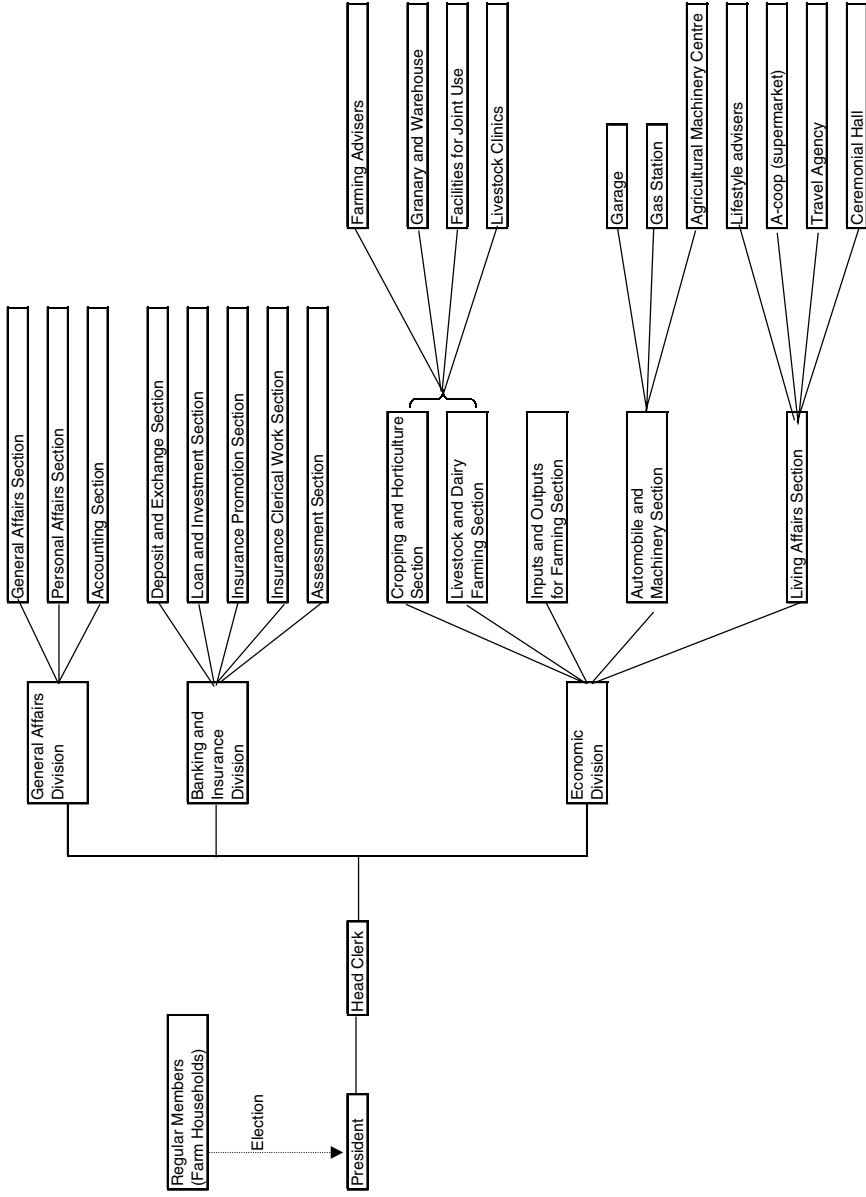 Regular Members
(Farm Households)
Election
President
Head Clerk
General Affairs
Division
General Affairs Section
Personal Affairs Section
Accounting Section
Banking and
Insurance
Division
Deposit and Exchange Section
Loan and Investment Section
Insurance Promotion Section
Insurance Clerical Work Section
Assessment Section
Economic
Division
Cropping and Horticulture
Section
Livestock and Dairy
Farming Section
Farming Advisers
Granary and Warehouse
Facilities for Joint Use
Livestock Clinics
Inputs and Outputs
for Farming Section
Automobile and
Machinery Section
Garage
Gas Station
Agricultural Machinery Centre
Living Affairs Section
Lifestyle advisers
A-coop (supermarket)
Travel Agency
Ceremonial Hall